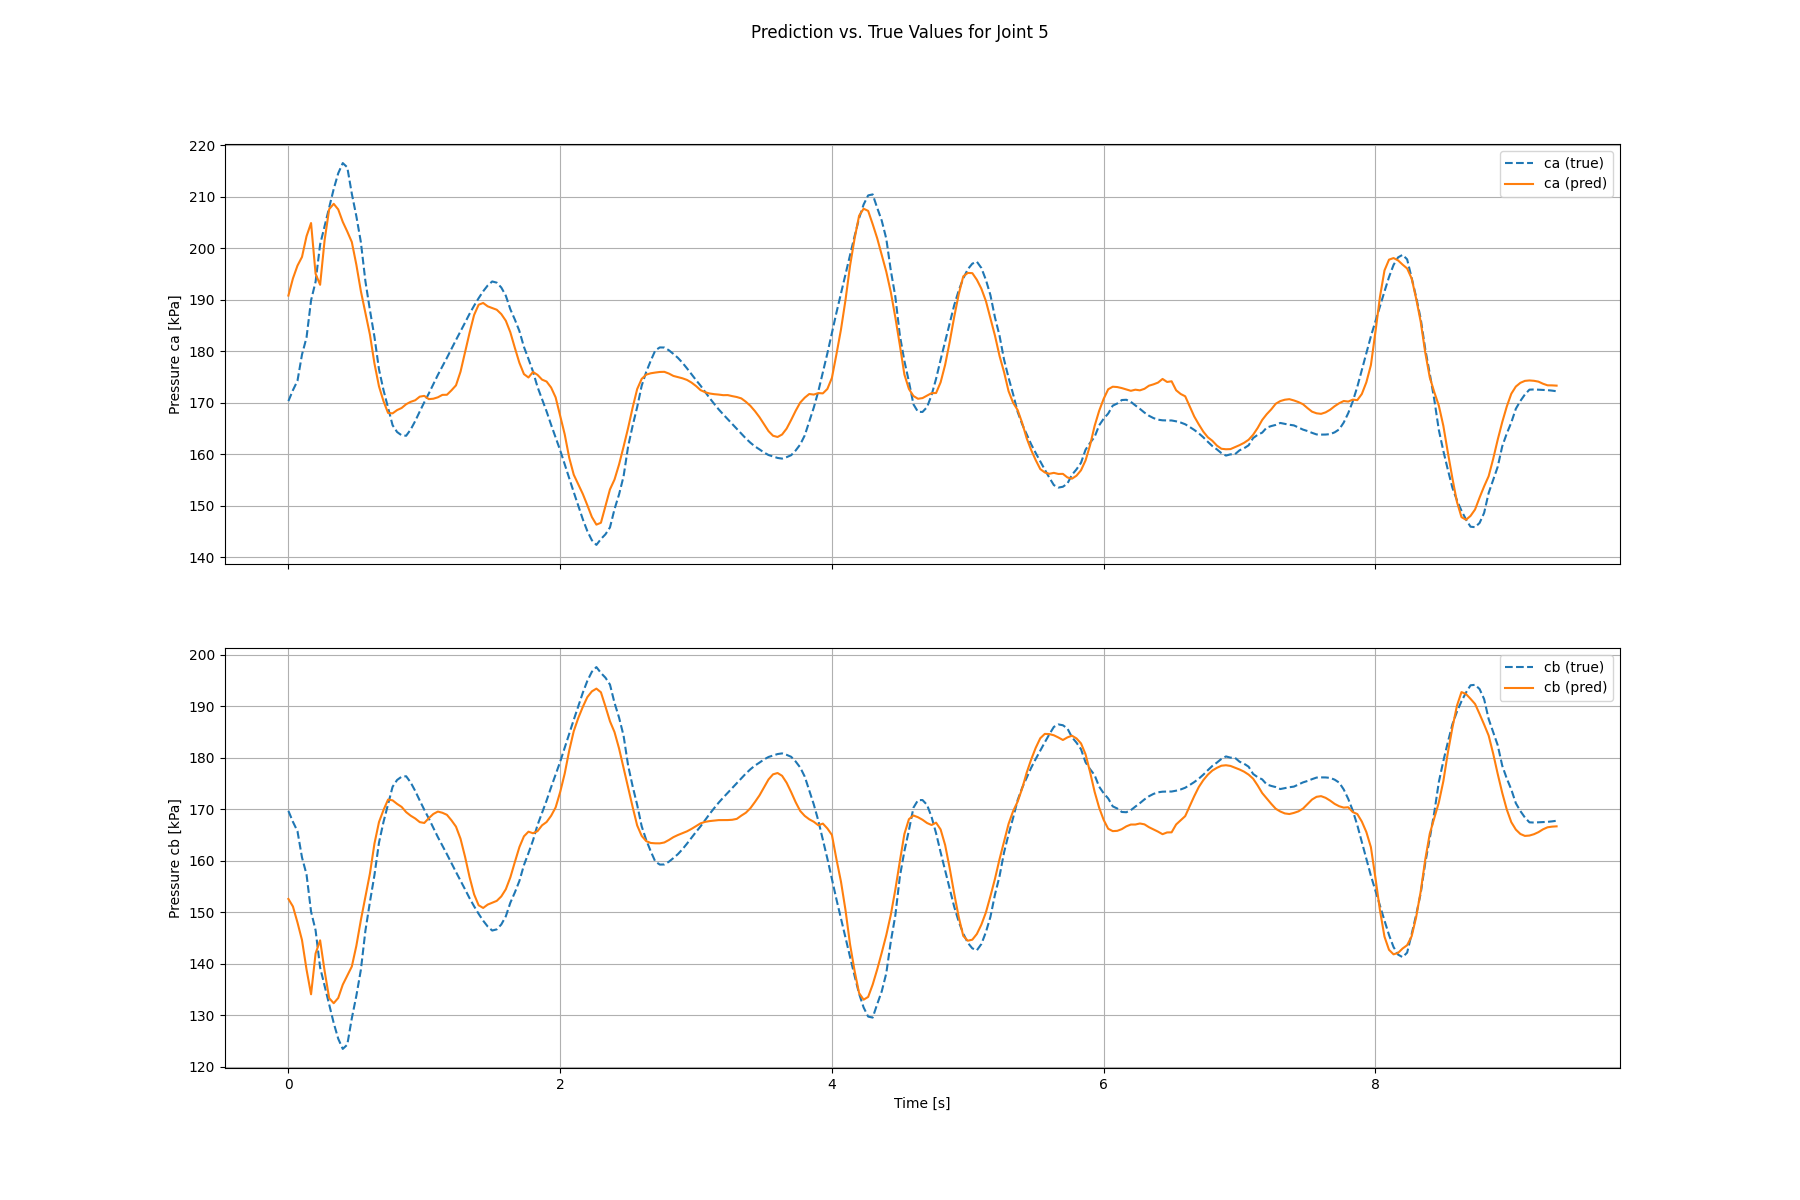 Prediction vs. True Values for Joint 5
220
210
200
190
180
170
160
150
140
Pressure ca [kPa]
ca (true)
ca (pred)
200
190
180
170
160
150
140
130
120
Pressure cb [kPa]
cb (true)
cb (pred)
0 2 4 6 8
Time [s]